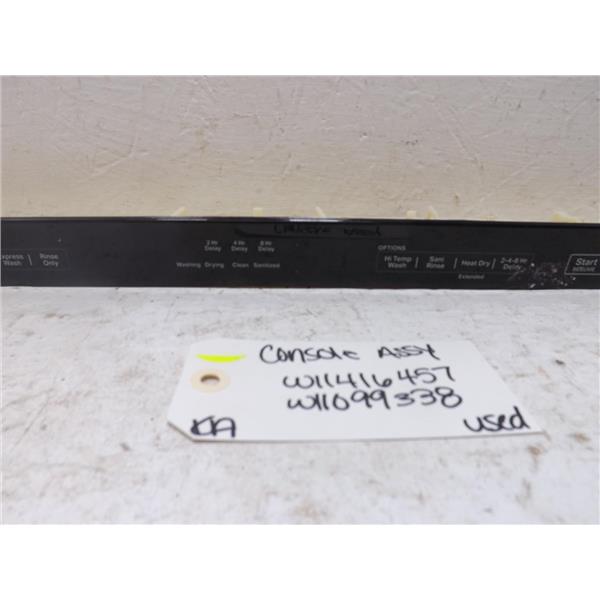 2 Hr Delay 4 Hr Delay 8 Hr Delay
Express Wash Rinse Only
Washing Drying Clean Sanitized
OPTIONS
Hi Temp Wash Sani Rinse Heat Dry 2-4-8 Hr Delay Start
Extended
Console Assy
W11416457
W11099338
KA used